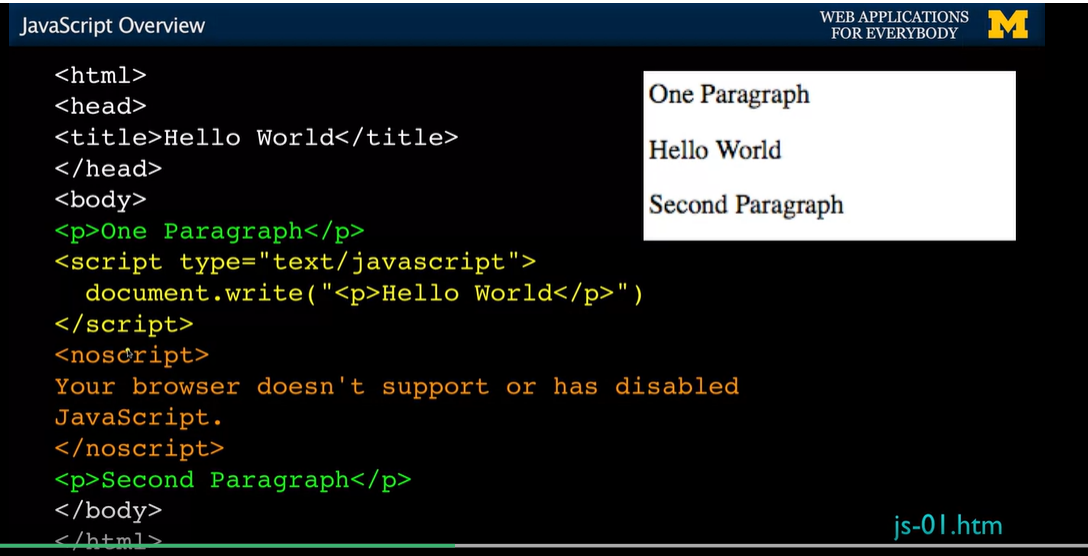 JavaScript Overview
WEB APPLICATIONS
FOR EVERYBODY
M
<html>
<head>
<title>Hello World</title>
</head>
<body>
<p>One Paragraph</p>
<script type="text/javascript">
document.write("<p>Hello World</p>")
</script>
<noscript>
Your browser doesn't support or has disabled
JavaScript.
</noscript>
<p>Second Paragraph</p>
</body>
</html>
One Paragraph
Hello World
Second Paragraph
js-01.htm